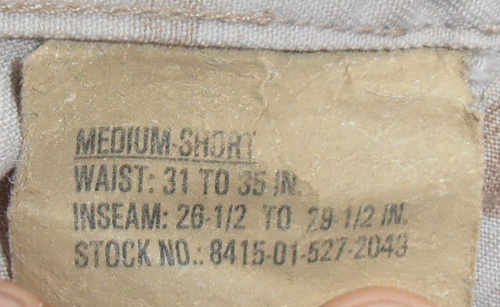 MEDIUM-SHORT
WAIST: 31 TO 35 IN.
INSEAM: 26-1/2 TO 29-1/2 IN.
STOCK NO.: 8415-01-527-2043